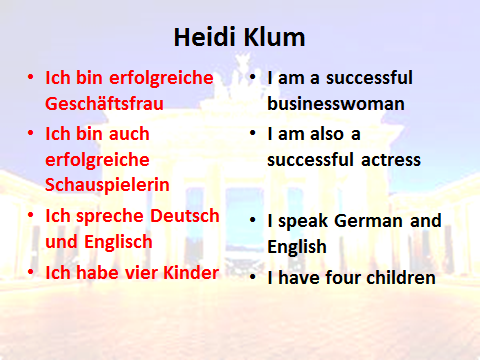 Heidi Klum
• Ich bin erfolgreiche
Geschäftsfrau
• Ich bin auch
erfolgreiche
Schauspielerin
• Ich spreche Deutsch
und Englisch
• Ich habe vier Kinder
• I am a successful
businesswoman
• I am also a
successful actress
• I speak German and
English
• I have four children